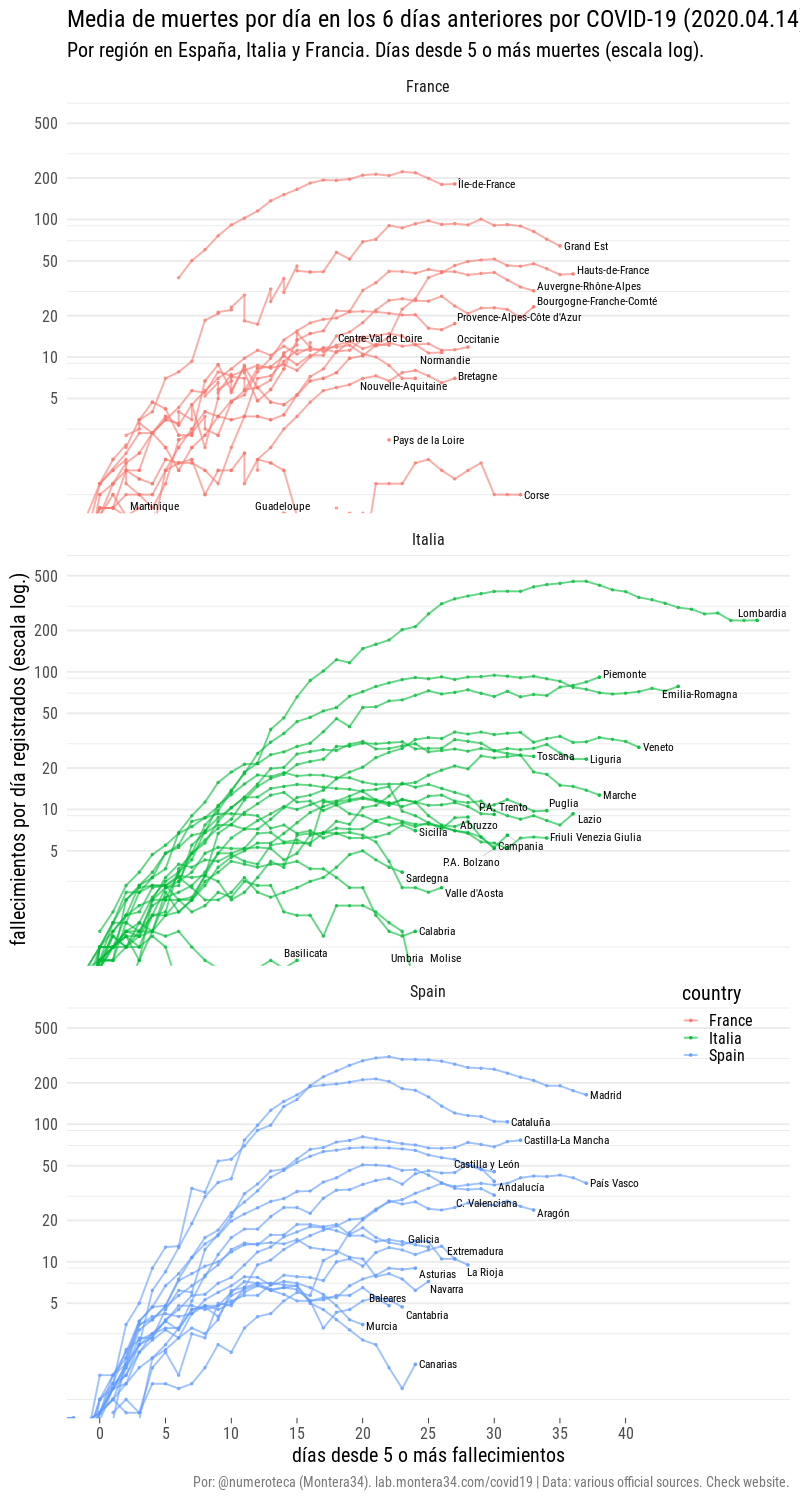 Media de muertes por día en los 6 días anteriores por COVID-19 (2020.04.14)
Por región en España, Italia y Francia. Días desde 5 o más muertes (escala log).
France
500
200
100
50
20
10
5
Île-de-France
Grand Est
Hauts-de-France
Auvergne-Rhône-Alpes
Bourgogne-Franche-Comté
Provence-Alpes-Côte d'Azur
Centre-Val de Loire
Occitanie
Normandie
Bretagne
Nouvelle-Aquitaine
Pays de la Loire
Corse
Martinique
Guadeloupe
Italia
500
200
100
50
20
10
5
Lombardia
Piemonte
Emilia-Romagna
Veneto
Toscana
Liguria
Marche
P.A. Trento
Puglia
Lazio
Abruzzo
Sicilia
Friuli Venezia Giulia
Campania
P.A. Bolzano
Sardegna
Valle d'Aosta
Calabria
Basilicata
Umbria
Molise
fallecimientos por día registrados (escala log.)
Spain
500
200
100
50
20
10
5
country
France
Italia
Spain
Madrid
Cataluña
Castilla-La Mancha
Castilla y León
País Vasco
Andalucía
C. Valenciana
Aragón
Galicia
Extremadura
La Rioja
Asturias
Navarra
Baleares
Cantabria
Murcia
Canarias
0
5
10
15
20
25
30
35
40
días desde 5 o más fallecimientos
Por: @numeroteca (Montera34). lab.montera34.com/covid19 | Data: various official sources. Check website.